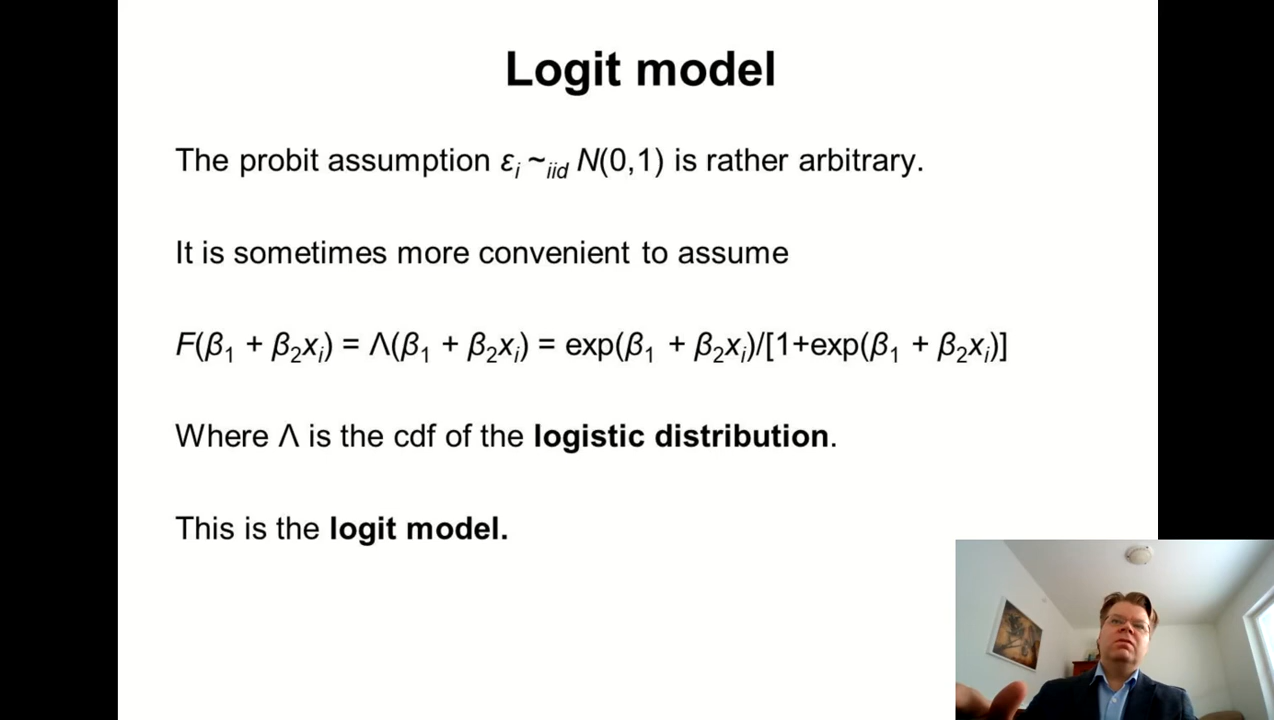 Logit model
The probit assumption εᵢ ~ᵢᵢd N(0,1) is rather arbitrary.
It is sometimes more convenient to assume
F(β₁ + β₂xᵢ) = Λ(β₁ + β₂xᵢ) = exp(β₁ + β₂xᵢ)/[1+exp(β₁ + β₂xᵢ)]
Where Λ is the cdf of the logistic distribution.
This is the logit model.